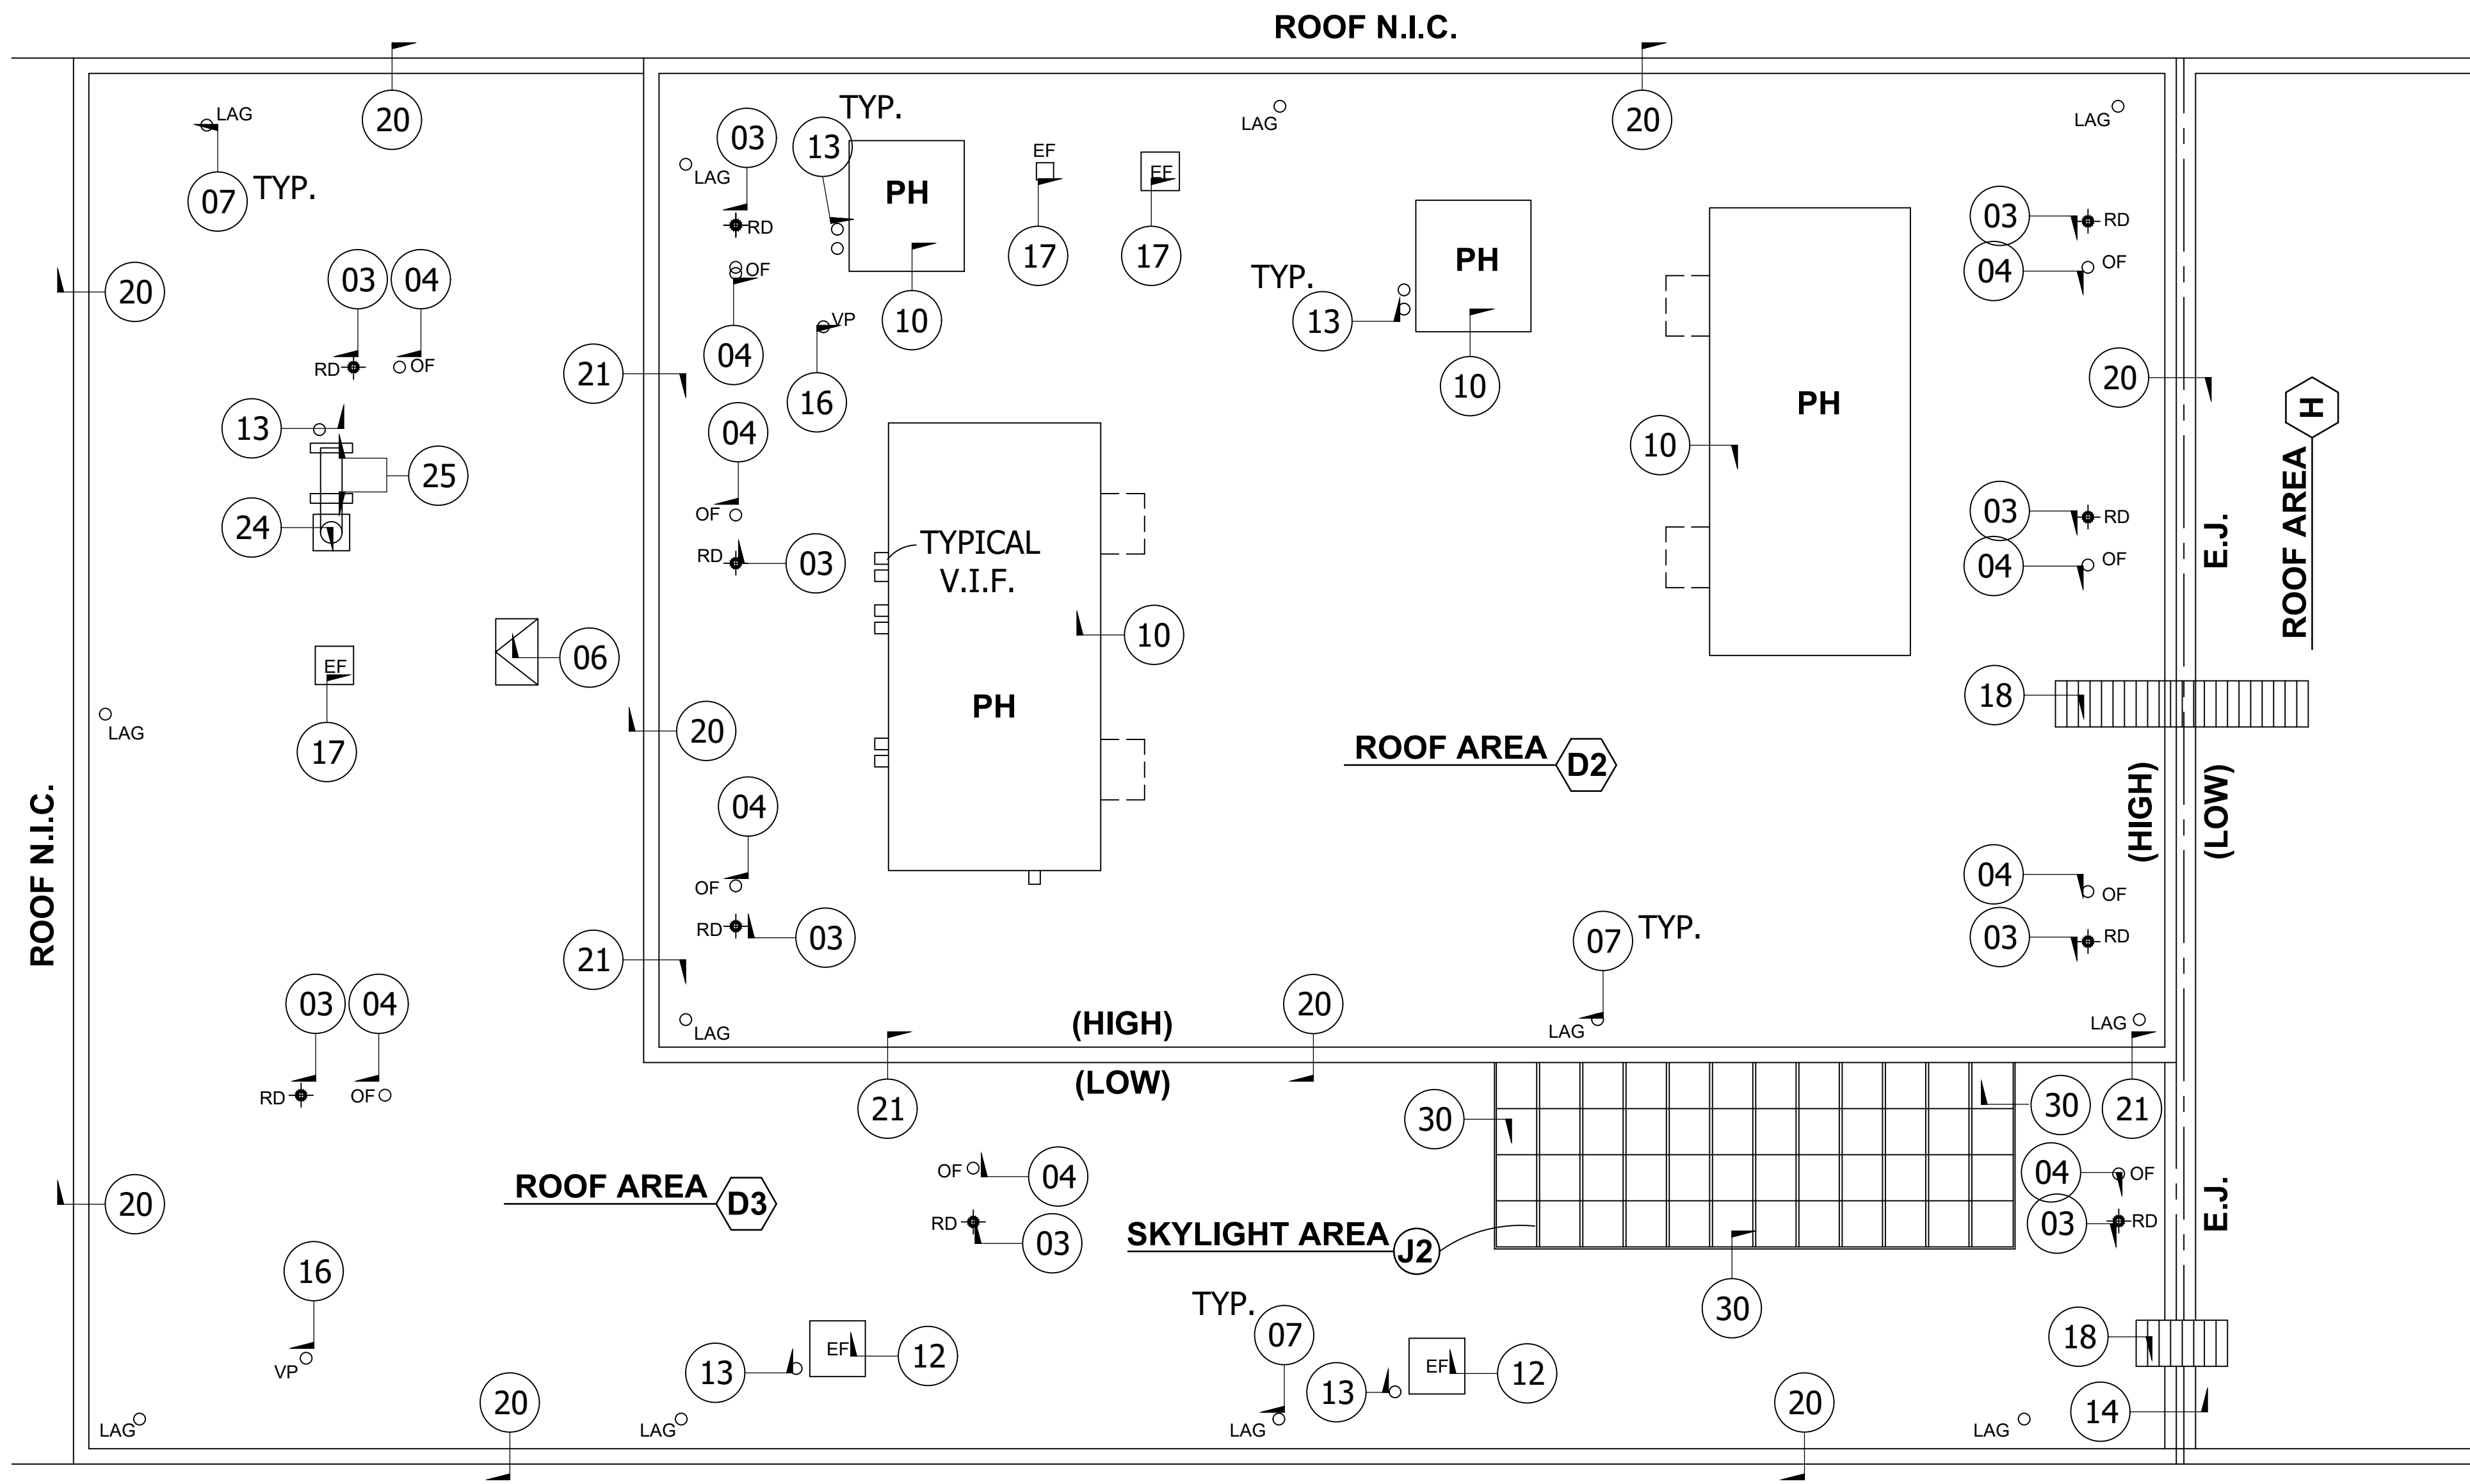 ROOF N.I.C.
20
20
TYP.
LAG
LAG
LAG
03
13
EF
EF
PH
LAG
07 TYP.
03
RD
RD
17
17
PH
04
OF
OF
TYP.
20
03
04
10
13
VP
04
RD
OF
21
16
10
20
PH
H
ROOF AREA
13
04
10
25
OF
03
RD
24
RD
03
TYPICAL
V.I.F.
04
OF
E.J.
10
06
EF
18
LAG
17
20
PH
ROOF AREA D2
(HIGH)
(LOW)
04
ROOF N.I.C.
OF
04
OF
RD
03
07 TYP.
03
RD
21
03
04
20
LAG
(HIGH)
LAG
LAG
RD
OF
(LOW)
21
30
30
21
OF
04
04
OF
20
ROOF AREA D3
RD
03
SKYLIGHT AREA J2
03
RD
E.J.
16
TYP.
30
07
EF
12
18
VP
13
EF
12
13
20
20
14
LAG
LAG
LAG
LAG